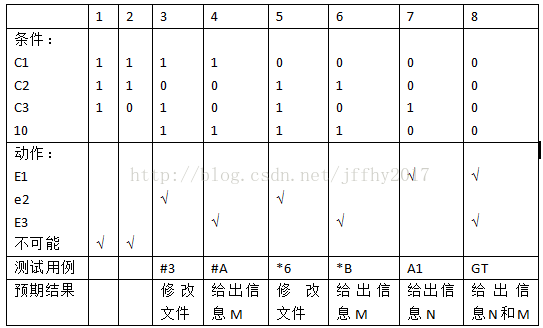 1 2 3 4 5 6 7 8
条件：
C1 1 1 1 1 0 0 0 0
C2 1 1 0 0 1 1 0 0
C3 1 0 1 0 1 0 1 0
10 1 1 1 1 0 0
动作：
E1 √ √
e2 √ √
E3 √ √ √
不可能 √ √
测试用例 #3 #A *6 *B A1 GT
预期结果 修改文件 给出信息M 修改文件 给出信息M 给出信息N 给出信息N和M
http://blog.csdn.net/jffhy2017